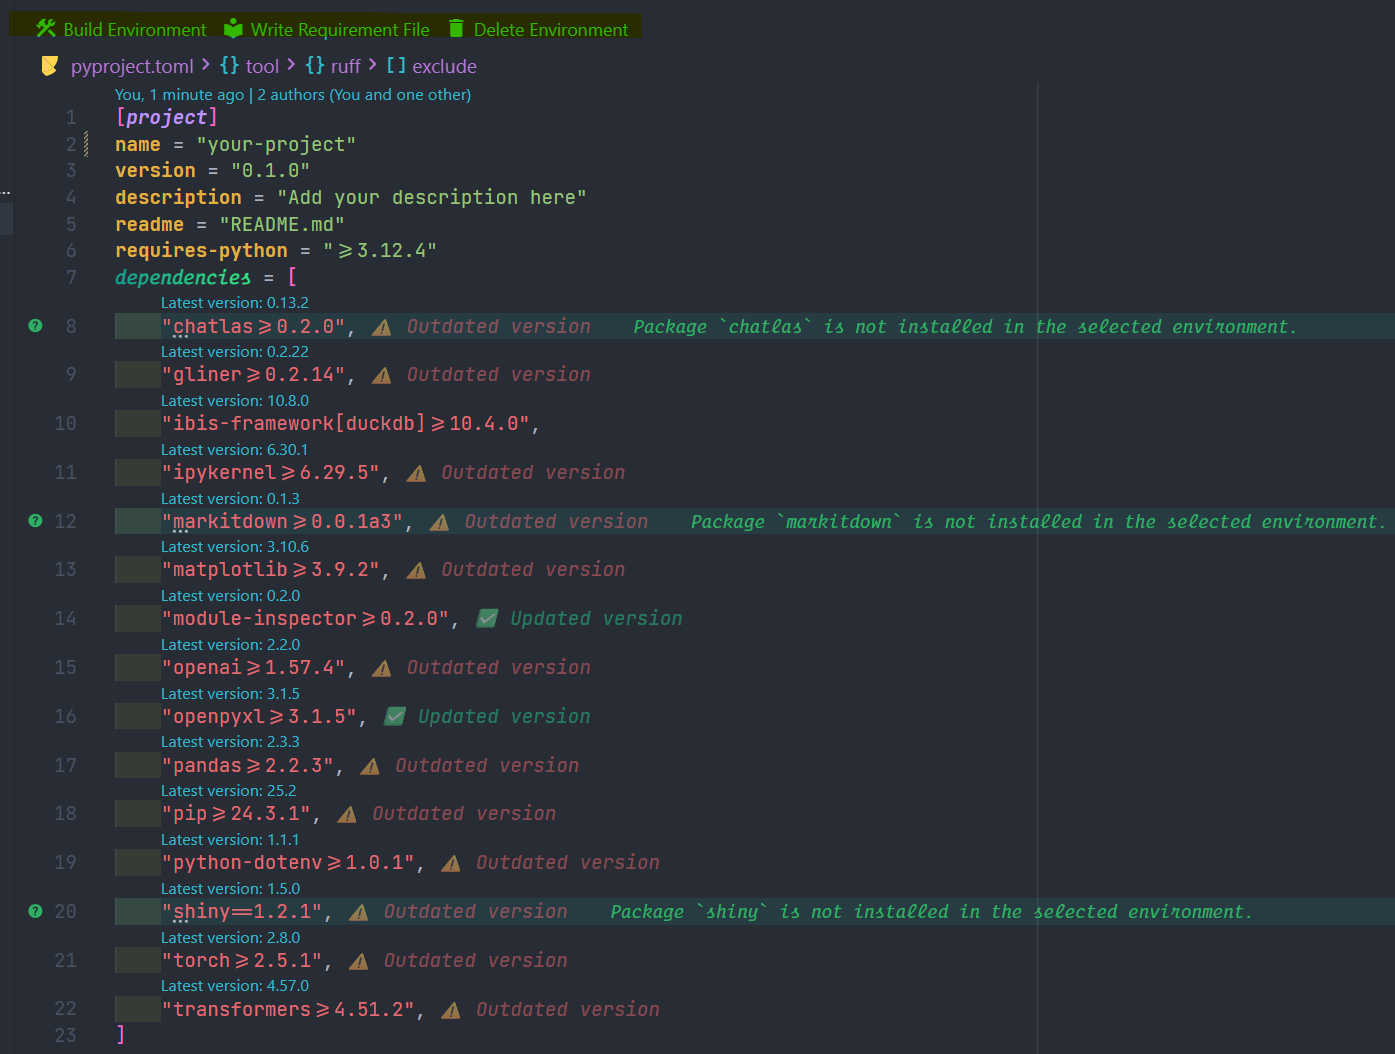 Build Environment Write Requirement File Delete Environment
pyproject.toml > {} tool > {} ruff > [] exclude
You, 1 minute ago | 2 authors (You and one other)
1 [project]
2 name = "your-project"
3 version = "0.1.0"
4 description = "Add your description here"
5 readme = "README.md"
6 requires-python = "≥3.12.4"
7 dependencies = [
Latest version: 0.13.2
8 "chatlas≥0.2.0", ⚠ Outdated version Package `chatlas` is not installed in the selected environment.
Latest version: 0.2.22
9 "gliner≥0.2.14", ⚠ Outdated version
Latest version: 10.8.0
10 "ibis-framework[duckdb]≥10.4.0",
Latest version: 6.30.1
11 "ipykernel≥6.29.5", ⚠ Outdated version
Latest version: 0.1.3
12 "markitdown≥0.0.1a3", ⚠ Outdated version Package `markitdown` is not installed in the selected environment.
Latest version: 3.10.6
13 "matplotlib≥3.9.2", ⚠ Outdated version
Latest version: 0.2.0
14 "module-inspector≥0.2.0", ✅ Updated version
Latest version: 2.2.0
15 "openai≥1.57.4", ⚠ Outdated version
Latest version: 3.1.5
16 "openpyxl≥3.1.5", ✅ Updated version
Latest version: 2.3.3
17 "pandas≥2.2.3", ⚠ Outdated version
Latest version: 25.2
18 "pip≥24.3.1", ⚠ Outdated version
Latest version: 1.1.1
19 "python-dotenv≥1.0.1", ⚠ Outdated version
Latest version: 1.5.0
20 "shiny==1.2.1", ⚠ Outdated version Package `shiny` is not installed in the selected environment.
Latest version: 2.8.0
21 "torch≥2.5.1", ⚠ Outdated version
Latest version: 4.57.0
22 "transformers≥4.51.2", ⚠ Outdated version
23 ]